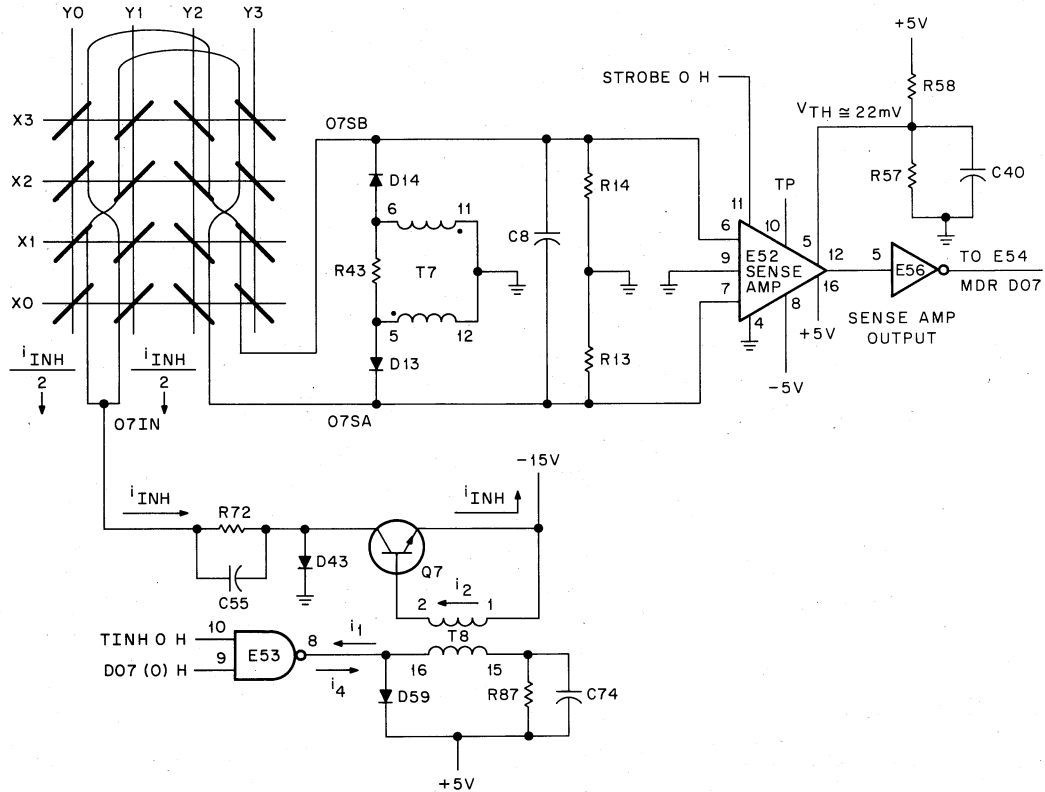 Y0 Y1 Y2 Y3
+5V
R58
STROBE 0 H
VTH ≅ 22mV
X3
07SB
R57
C40
D14
R14
TP
X2
6 11
11
10
C8
6
5
12
5
TO E54
X1
R43
T7
9
E52
SENSE
AMP
E56
MDR D07
7
16
X0
5 12
8
4
+5V
SENSE AMP
OUTPUT
iINH
2
iINH
2
D13
R13
-5V
07IN
07SA
-15V
iINH
R72
iINH
D43
Q7
C55
i2
2 1
TINH 0 H
10
8
i1
T8
D07 (0) H
9
E53
i4
16 15
D59
R87
C74
+5V